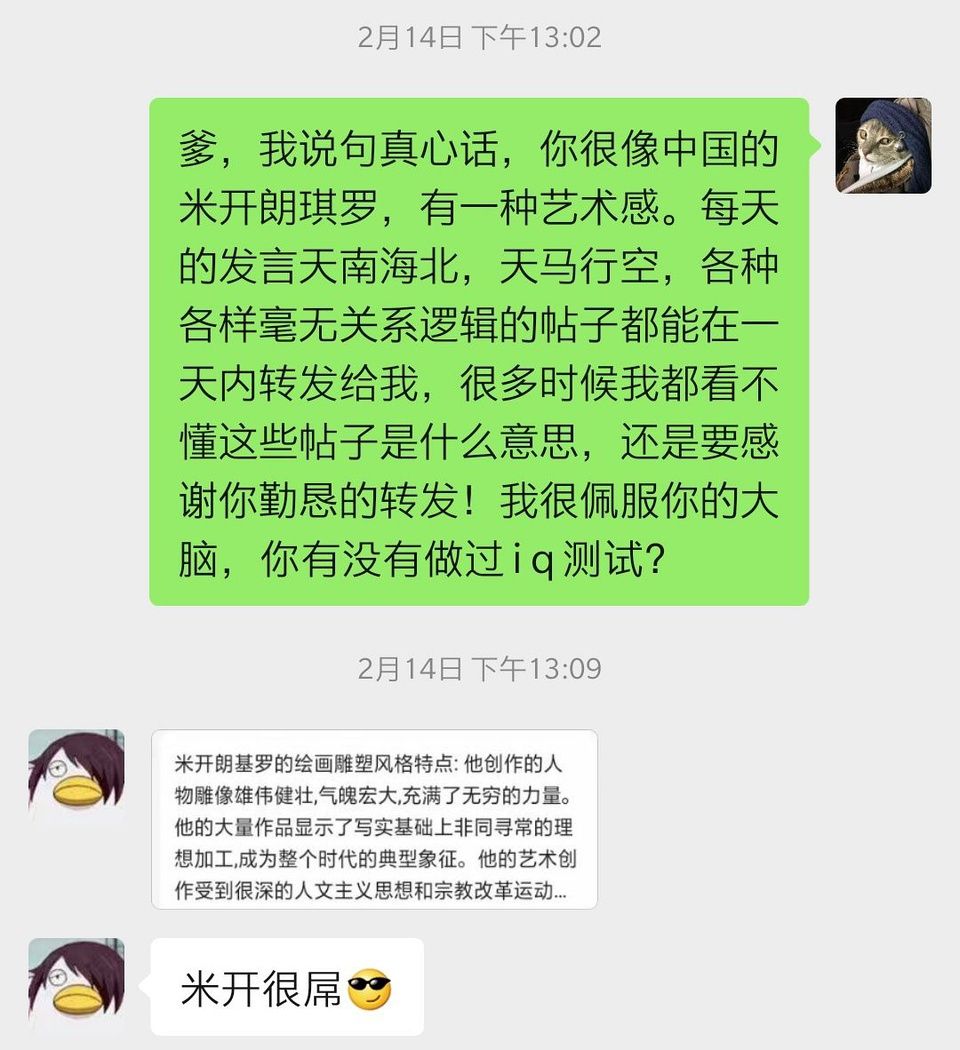 2月14日 下午13:02
爹，我说句真心话，你很像中国的
米开朗琪罗，有一种艺术感。每天
的发言天南海北，天马行空，各种
各样毫无关系逻辑的帖子都能在一
天内转发给我，很多时候我都看不
懂这些帖子是什么意思，还是要感
谢你勤恳的转发！我很佩服你的大
脑，你有没有做过iq测试？
2月14日 下午13:09
米开朗基罗的绘画雕塑风格特点: 他创作的人
物雕像雄伟健壮,气魄宏大,充满了无穷的力量。
他的大量作品显示了写实基础上非同寻常的理
想加工,成为整个时代的典型象征。他的艺术创
作受到很深的人文主义思想和宗教改革运动...
米开很屌😎